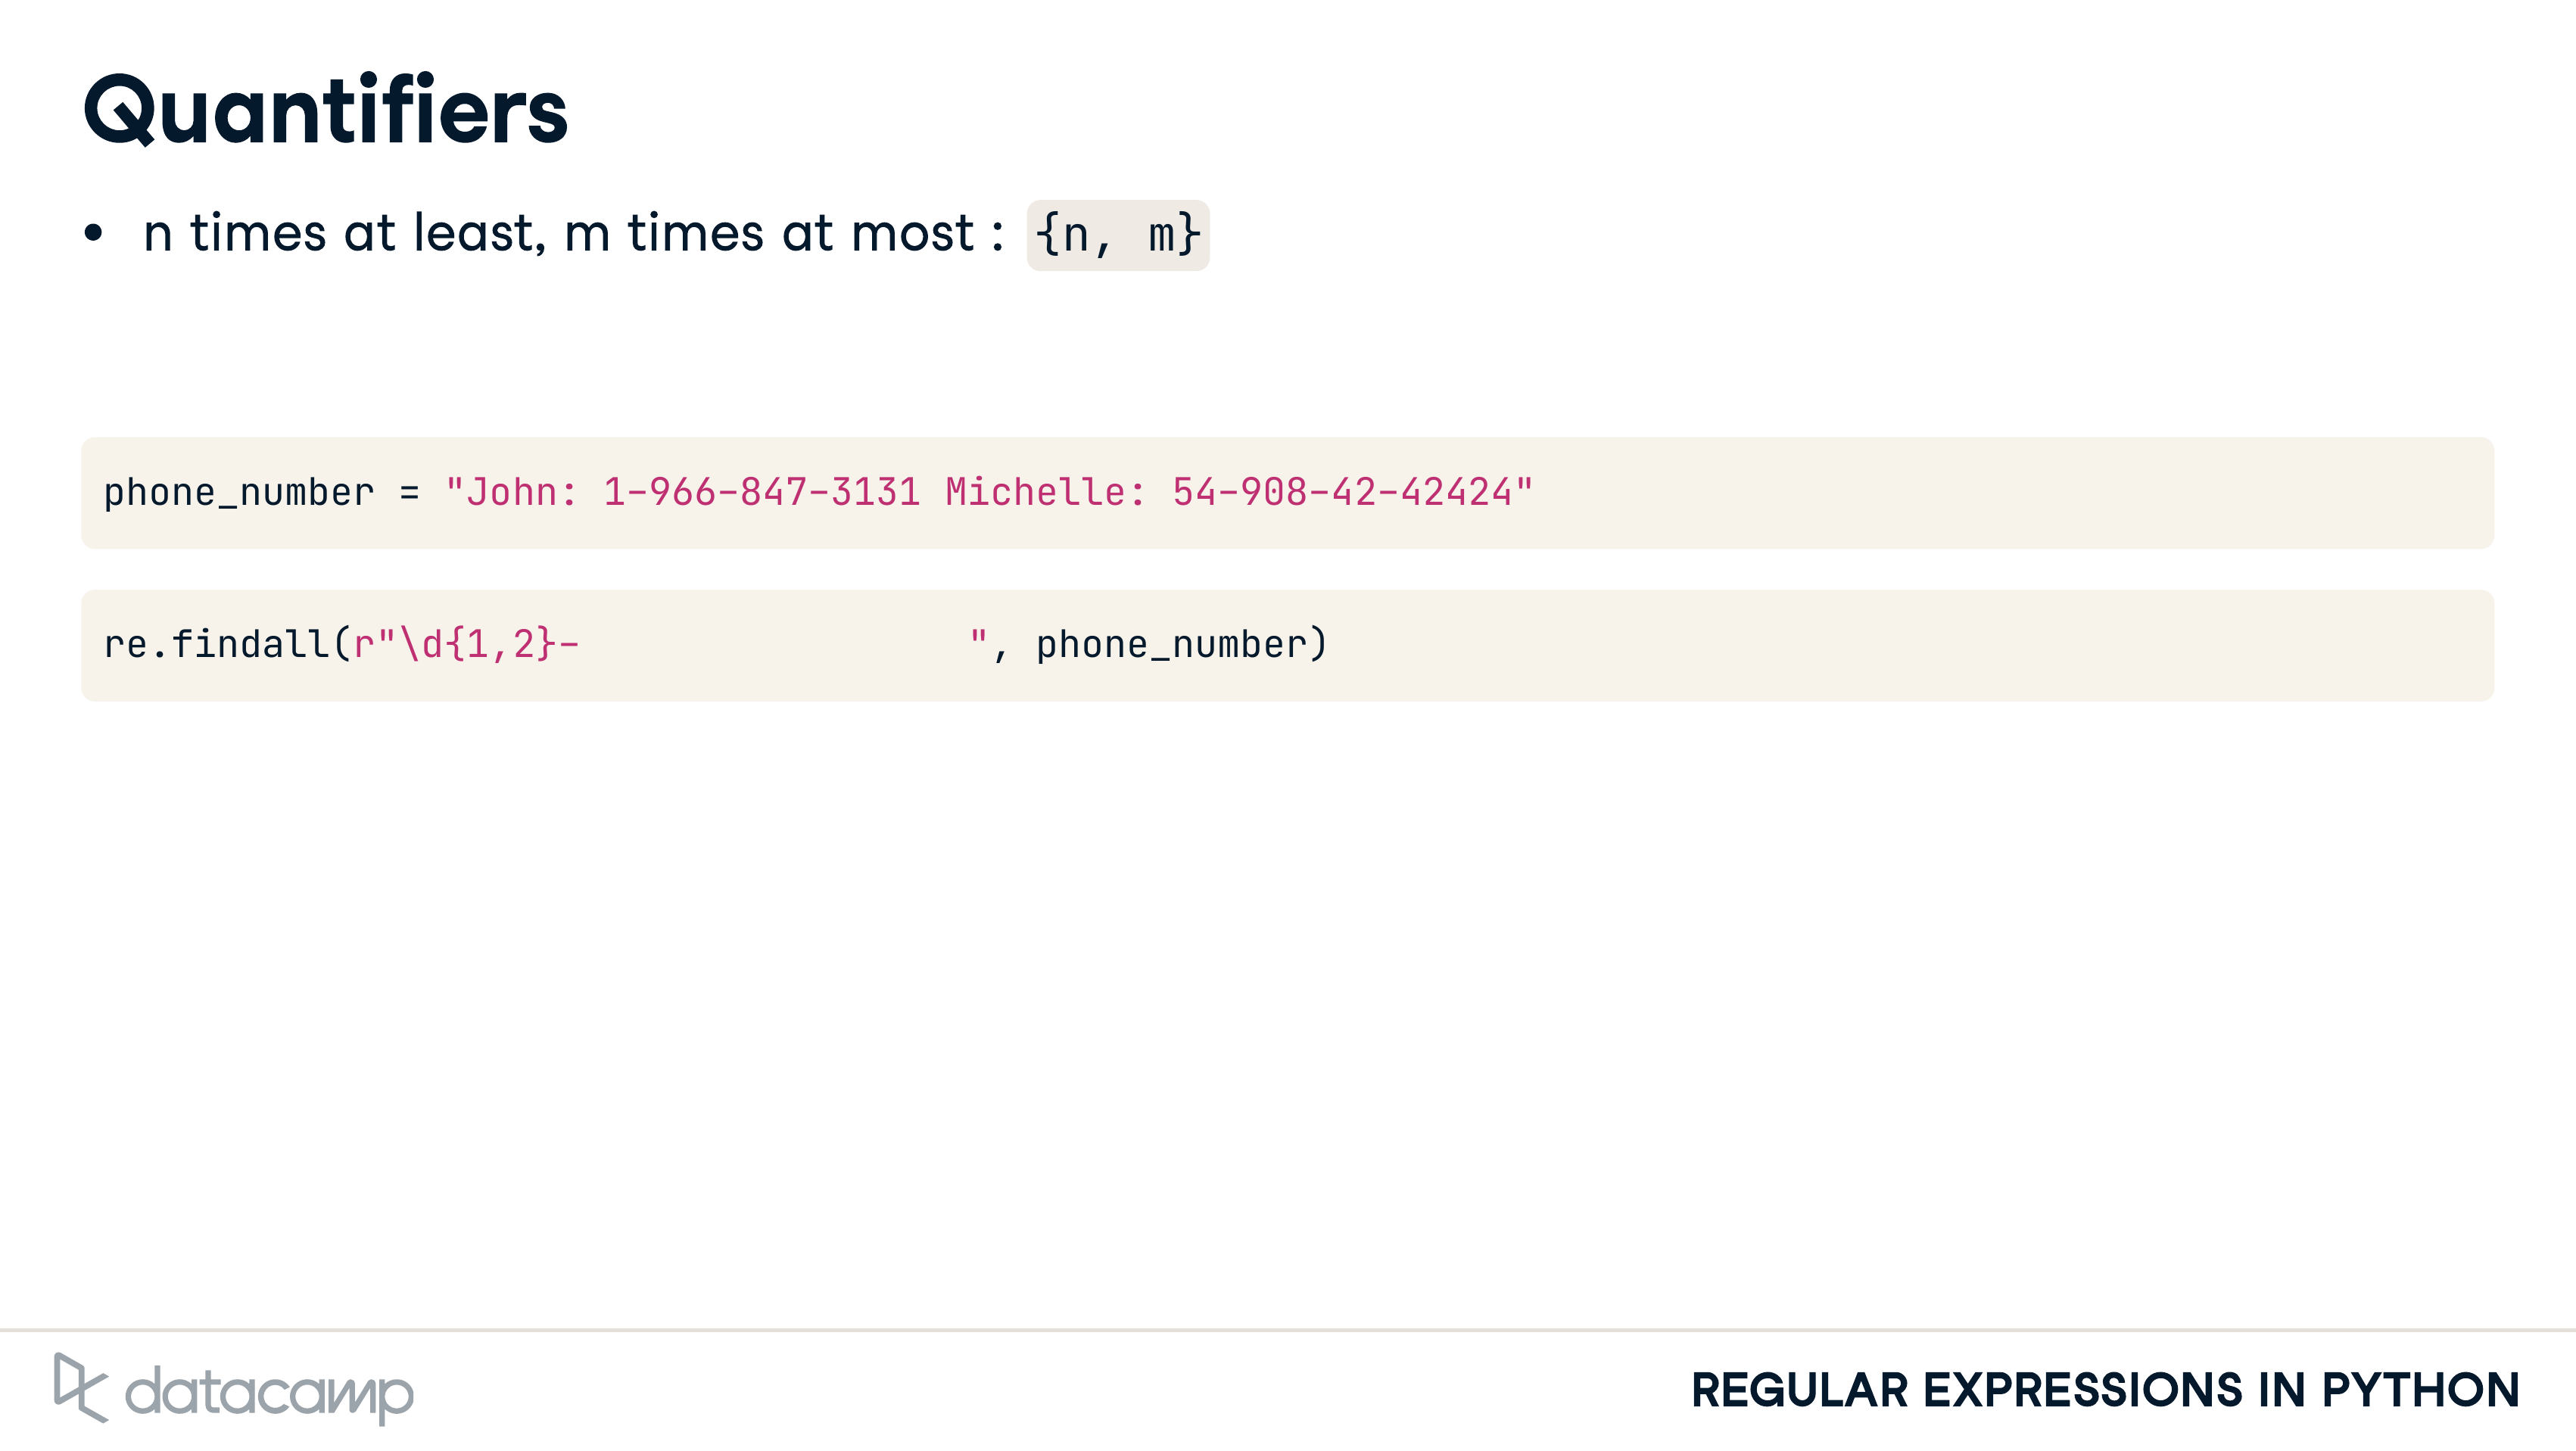 Quantifiers
• n times at least, m times at most : {n, m}
phone_number = "John: 1-966-847-3131 Michelle: 54-908-42-42424"
re.findall(r"\d{1,2}-                 ", phone_number)
datacamp
REGULAR EXPRESSIONS IN PYTHON